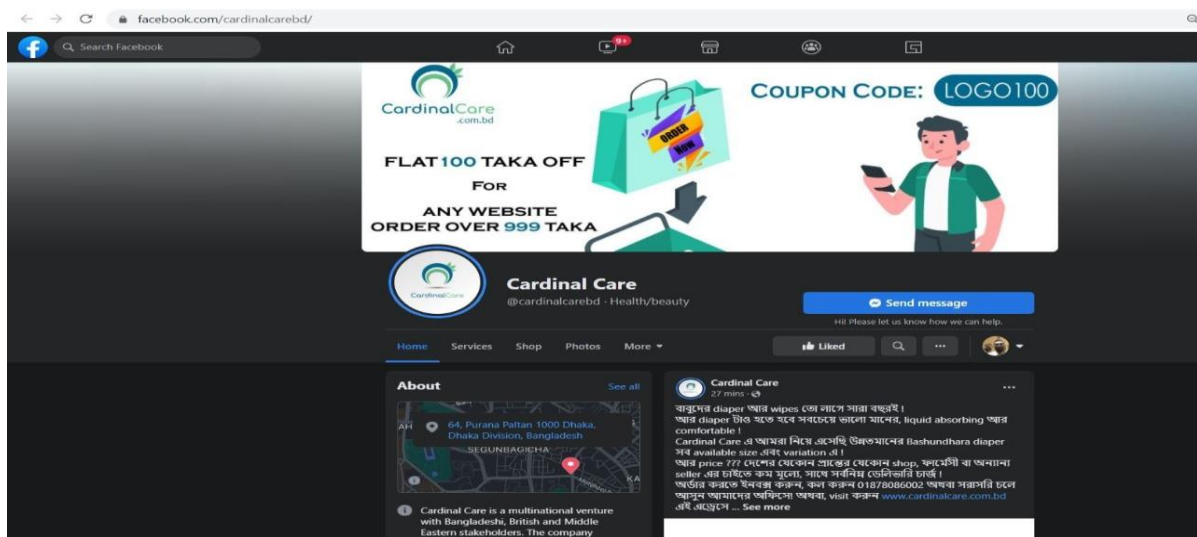 facebook.com/cardinalcarebd/
Search Facebook
9+
CardinalCare
.com.bd
FLAT 100 TAKA OFF
FOR
ANY WEBSITE
ORDER OVER 999 TAKA
ORDER
NOW
COUPON CODE: LOGO100
CardinalCare
Cardinal Care
@cardinalcarebd · Health/beauty
Send message
Hi! Please let us know how we can help.
Home Services Shop Photos More
Liked
About See all
64, Purana Paltan 1000 Dhaka,
Dhaka Division, Bangladesh
SEGUNBAGICHA
KA
Cardinal Care is a multinational venture
with Bangladeshi, British and Middle
Eastern stakeholders. The company
Cardinal Care
27 mins ·
বাবুদের diaper আর wipes তো লাগে সারা বছরই !
আর diaper টাও হতে হবে সবচেয়ে ভালো মানের, liquid absorbing আর
comfortable !
Cardinal Care এ আমরা নিয়ে এসেছি উন্নতমানের Bashundhara diaper
সব available size এবং variation এ !
আর price ??? দেশের যেকোন প্রান্তের যেকোন shop, ফার্মেসী বা অন্যান্য
seller এর চাইতে কম মূল্যে, সাথে সর্বনিম্ন ডেলিভারি চার্জ !
অর্ডার করতে ইনবক্স করুন, কল করুন 01878086002 অথবা সরাসরি চলে
আসুন আমাদের অফিসে! অথবা, visit করুন www.cardinalcare.com.bd
এই এড্রেসে ... See more